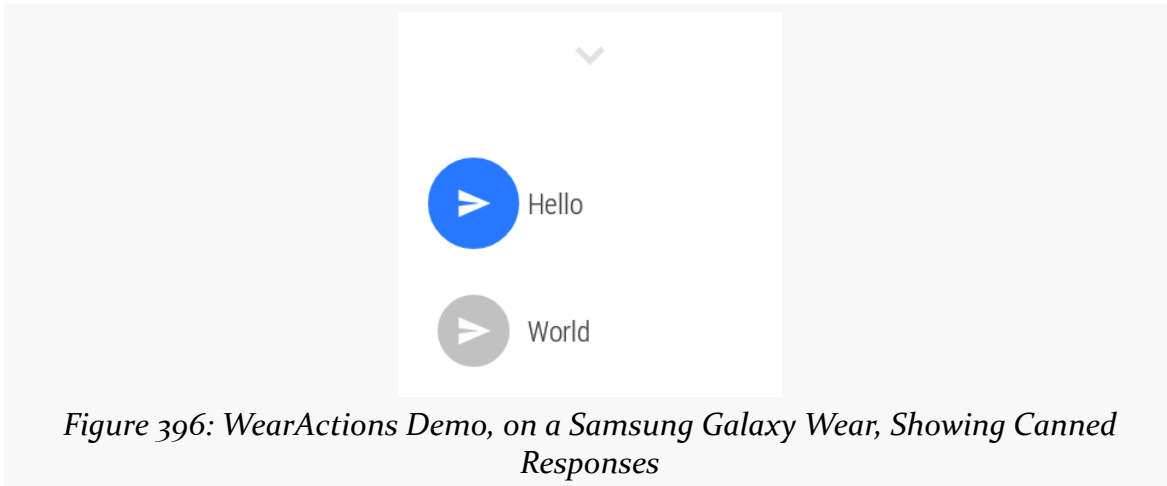 Hello
World
Figure 396: WearActions Demo, on a Samsung Galaxy Wear, Showing Canned
Responses